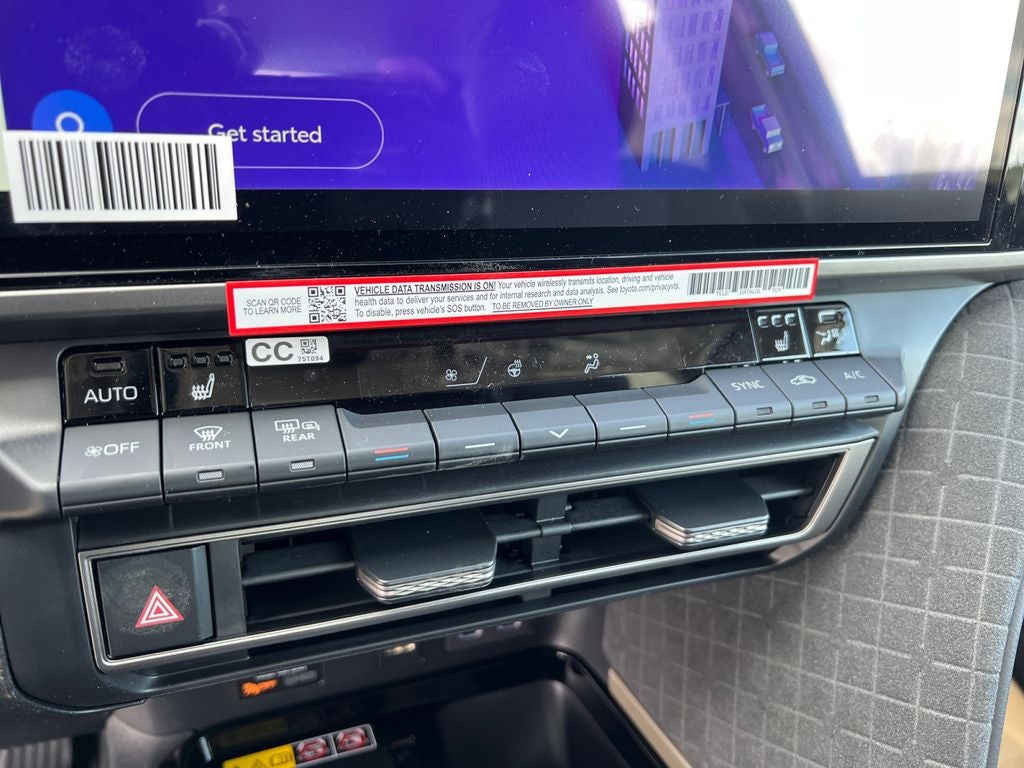 Get started
SCAN QR CODE
TO LEARN MORE
VEHICLE DATA TRANSMISSION IS ON! Your vehicle wirelessly transmits location, driving and vehicle
health data to deliver your services and for internal research and data analysis. See toyota.com/privacyvts.
To disable, press vehicle's SOS button. TO BE REMOVED BY OWNER ONLY
CC
75T094
AUTO
OFF
FRONT
REAR
SYNC
A/C